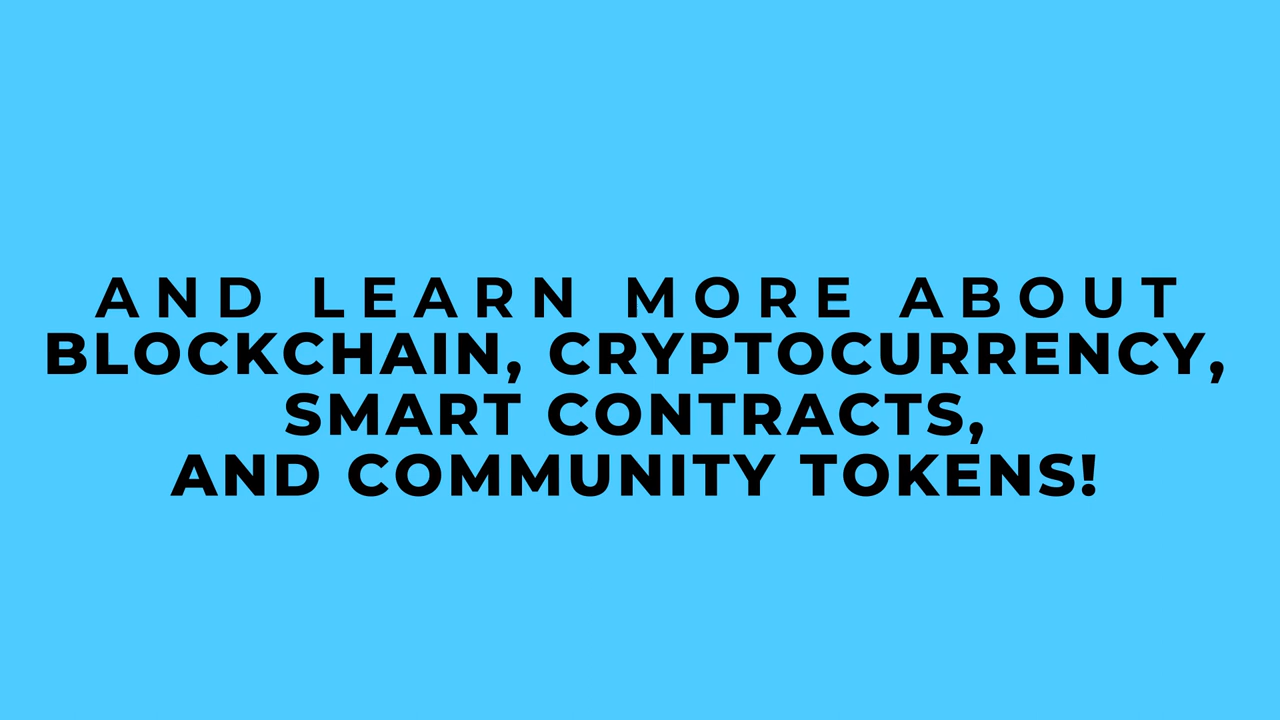 AND LEARN MORE ABOUT
BLOCKCHAIN, CRYPTOCURRENCY,
SMART CONTRACTS,
AND COMMUNITY TOKENS!